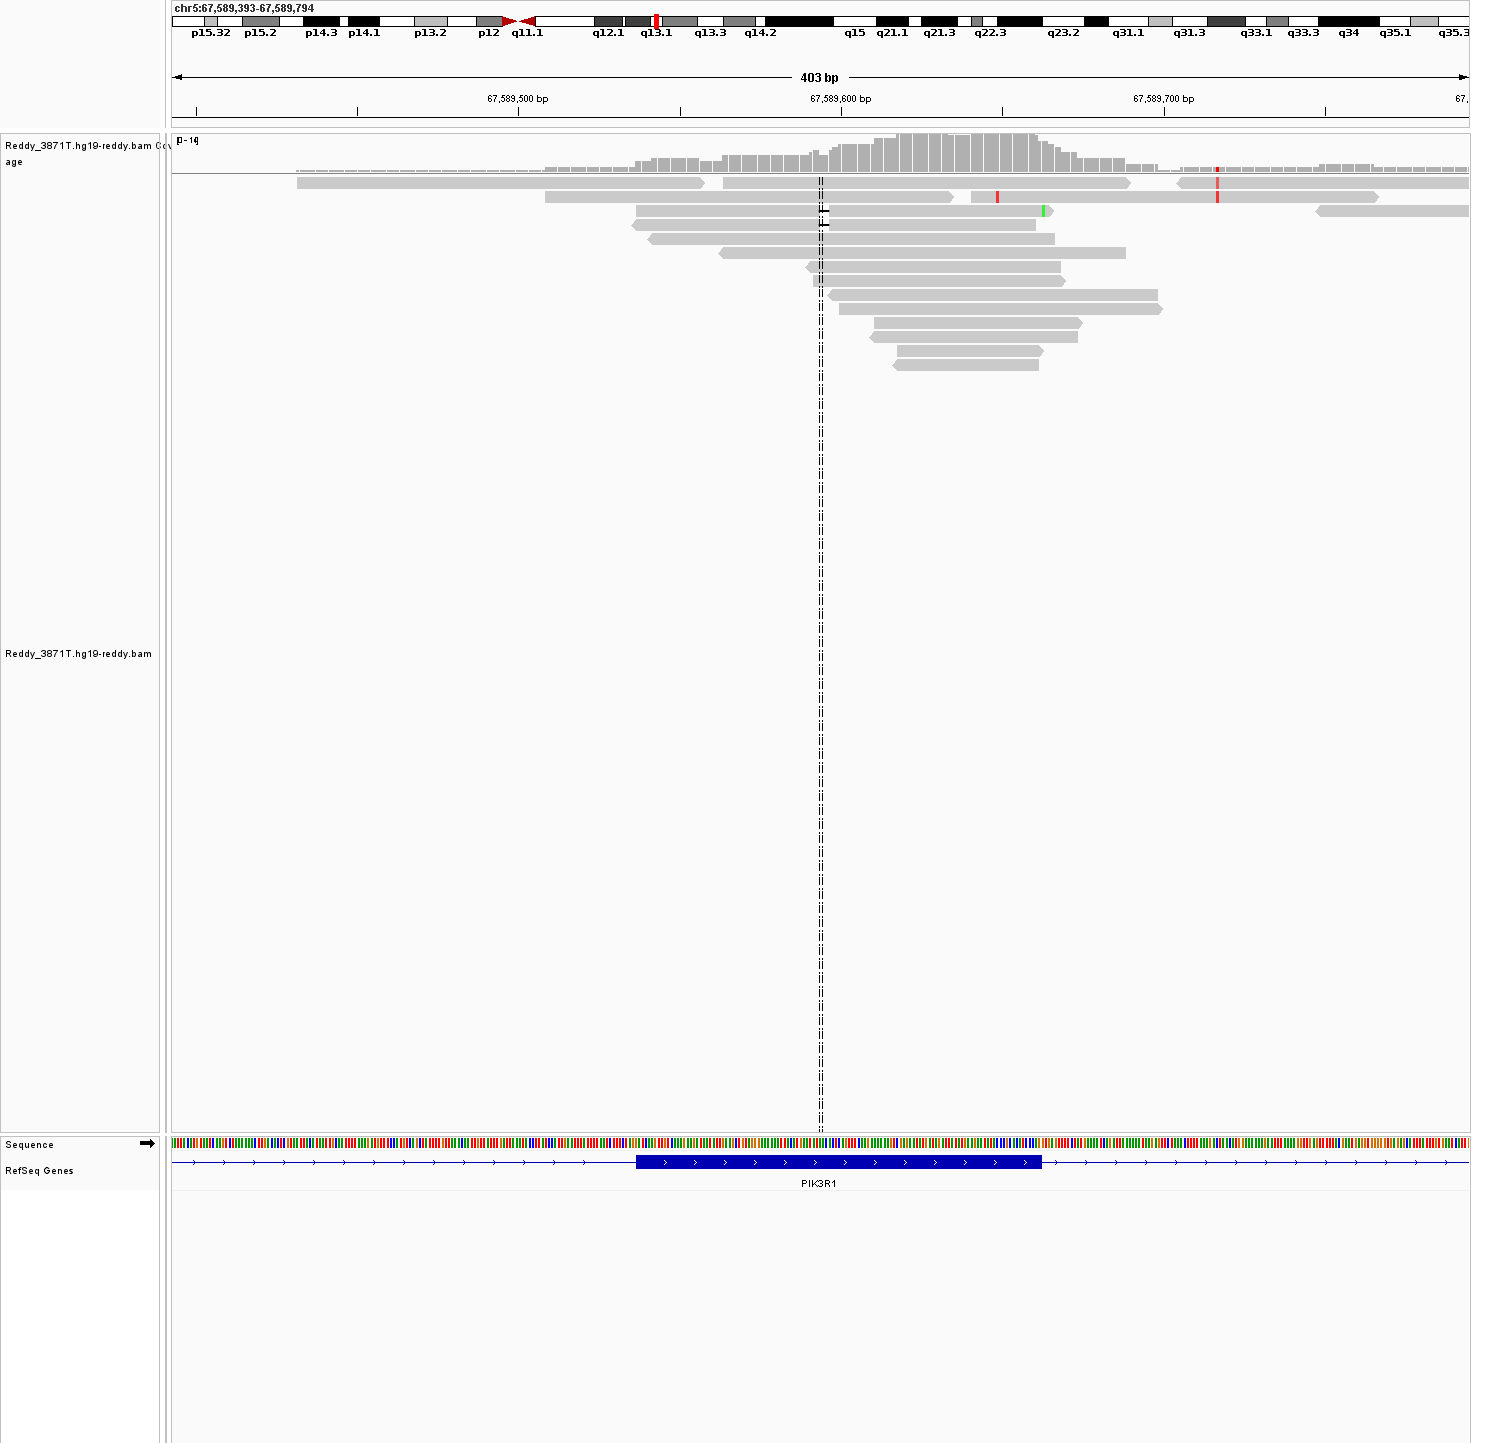 chr5:67,589,393-67,589,794
p15.32 p15.2 p14.3 p14.1 p13.2 p12 q11.1 q12.1 q13.1 q13.3 q14.2 q15 q21.1 q21.3 q22.3 q23.2 q31.1 q31.3 q33.1 q33.3 q34 q35.1 q35.3
403 bp
67,589,500 bp 67,589,600 bp 67,589,700 bp 67,
Reddy_3871T.hg19-reddy.bam Cov
age
Reddy_3871T.hg19-reddy.bam
Sequence
RefSeq Genes
PIK3R1